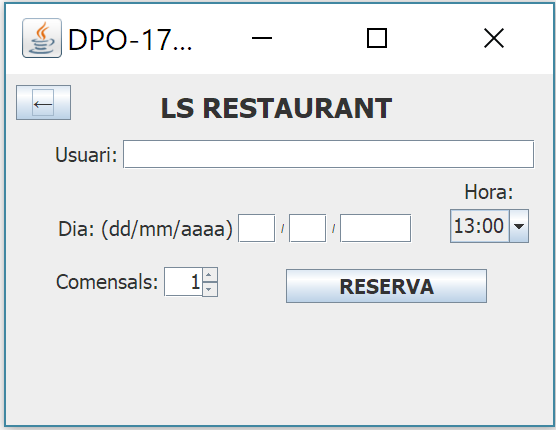 DPO-17...
← LS RESTAURANT
Usuari:
Hora:
Dia: (dd/mm/aaaa) / / 13:00
Comensals: 1 RESERVA